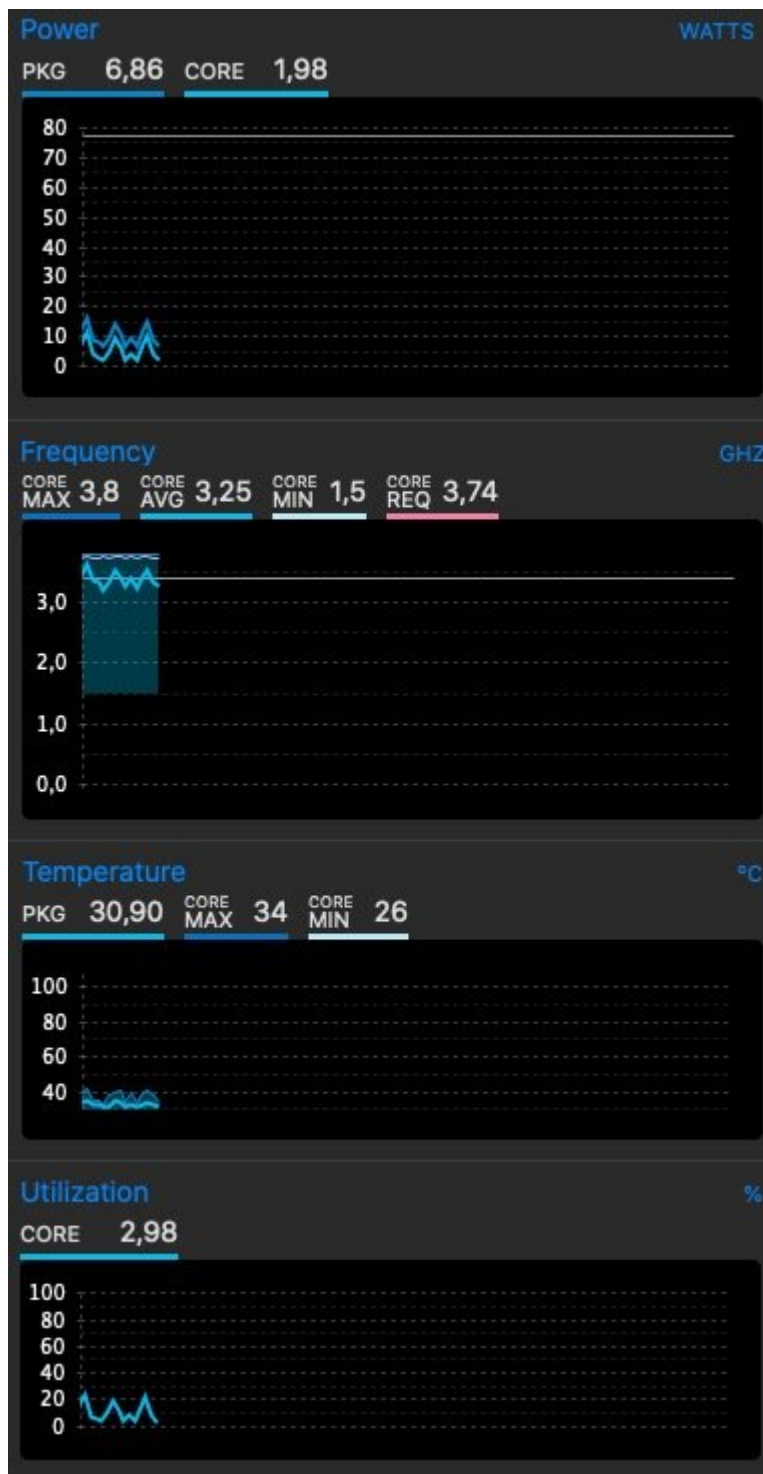 Power WATTS
PKG 6,86 CORE 1,98
80
70
60
50
40
30
20
10
0
Frequency GHZ
CORE MAX 3,8 CORE AVG 3,25 CORE MIN 1,5 CORE REQ 3,74
3,0
2,0
1,0
0,0
Temperature °C
PKG 30,90 CORE MAX 34 CORE MIN 26
100
80
60
40
Utilization %
CORE 2,98
100
80
60
40
20
0